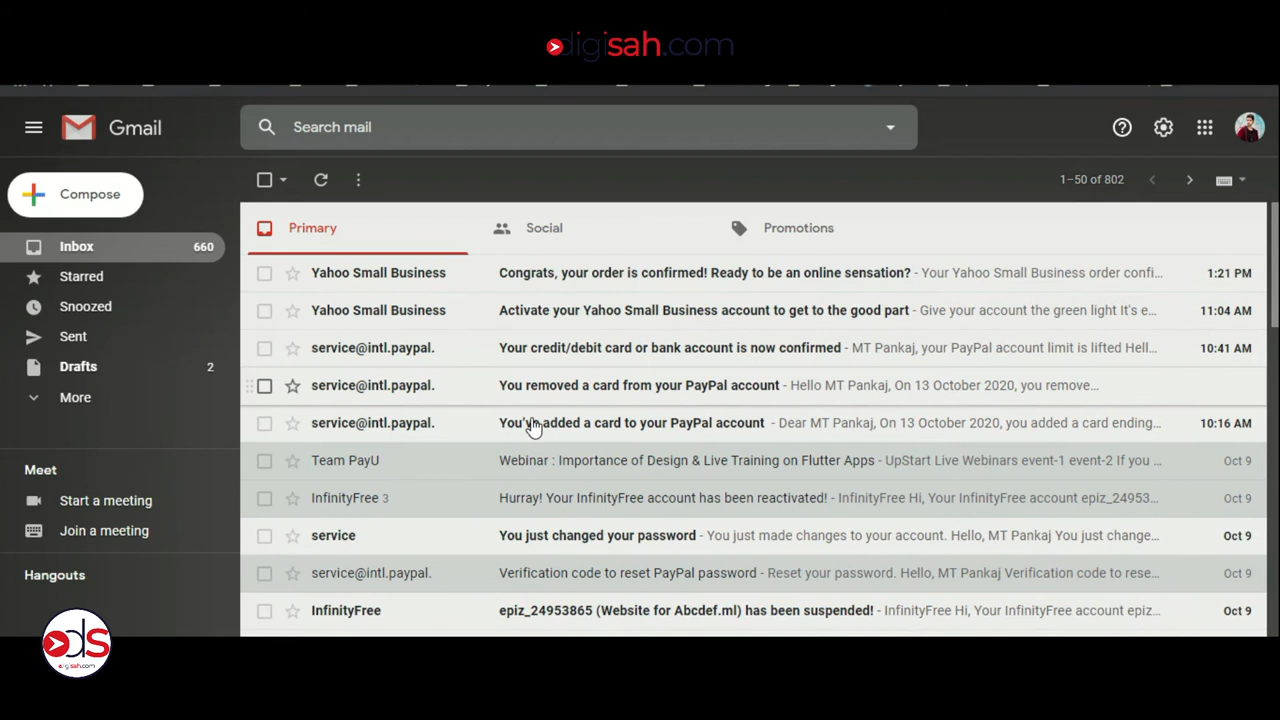 digisah.com
Gmail
Search mail
Compose
1–50 of 802
Inbox 660
Starred
Snoozed
Sent
Drafts 2
More
Meet
Start a meeting
Join a meeting
Hangouts
Primary Social Promotions
Yahoo Small Business Congrats, your order is confirmed! Ready to be an online sensation? - Your Yahoo Small Business order confi... 1:21 PM
Yahoo Small Business Activate your Yahoo Small Business account to get to the good part - Give your account the green light It's e... 11:04 AM
service@intl.paypal. Your credit/debit card or bank account is now confirmed - MT Pankaj, your PayPal account limit is lifted Hell... 10:41 AM
service@intl.paypal. You removed a card from your PayPal account - Hello MT Pankaj, On 13 October 2020, you remove...
service@intl.paypal. added a card to your PayPal account - Dear MT Pankaj, On 13 October 2020, you added a card ending... 10:16 AM
Team PayU Webinar : Importance of Design & Live Training on Flutter Apps - UpStart Live Webinars event-1 event-2 If you ... Oct 9
InfinityFree 3 Hurray! Your InfinityFree account has been reactivated! - InfinityFree Hi, Your InfinityFree account epiz_24953... Oct 9
service You just changed your password - You just made changes to your account. Hello, MT Pankaj You just change... Oct 9
service@intl.paypal. Verification code to reset PayPal password - Reset your password. Hello, MT Pankaj Verification code to rese... Oct 9
InfinityFree epiz_24953865 (Website for Abcdef.ml) has been suspended! - InfinityFree Hi, Your InfinityFree account epiz... Oct 9
ds
digisah.com